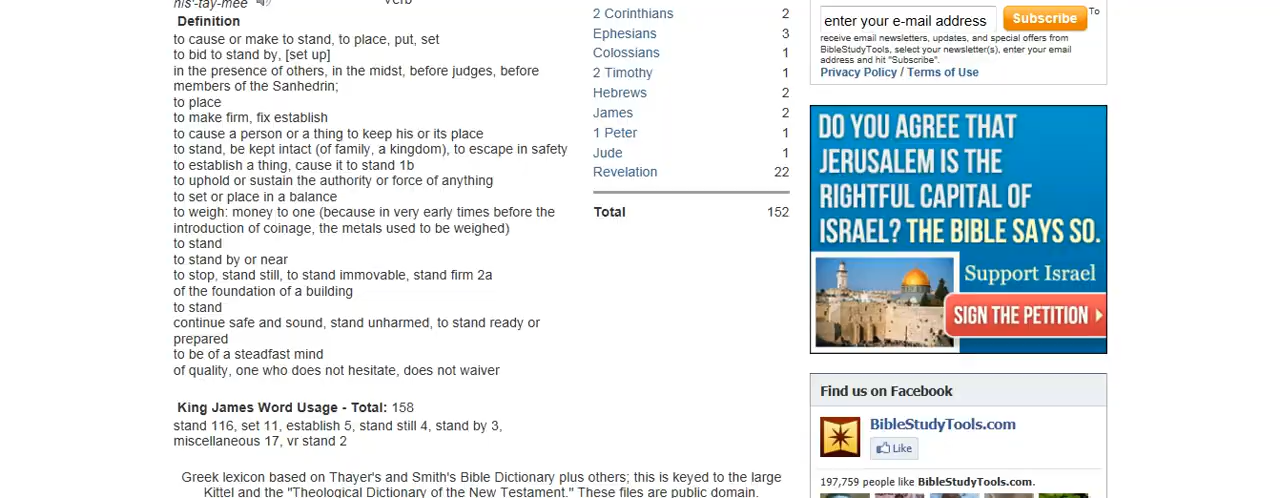 his'-tay-mee
Definition
to cause or make to stand, to place, put, set
to bid to stand by, [set up]
in the presence of others, in the midst, before judges, before
members of the Sanhedrin;
to place
to make firm, fix establish
to cause a person or a thing to keep his or its place
to stand, be kept intact (of family, a kingdom), to escape in safety
to establish a thing, cause it to stand 1b
to uphold or sustain the authority or force of anything
to set or place in a balance
to weigh: money to one (because in very early times before the
introduction of coinage, the metals used to be weighed)
to stand
to stand by or near
to stop, stand still, to stand immovable, stand firm 2a
of the foundation of a building
to stand
continue safe and sound, stand unharmed, to stand ready or
prepared
to be of a steadfast mind
of quality, one who does not hesitate, does not waiver
King James Word Usage - Total: 158
stand 116, set 11, establish 5, stand still 4, stand by 3,
miscellaneous 17, vr stand 2
Greek lexicon based on Thayer's and Smith's Bible Dictionary plus others; this is keyed to the large
Kittel and the "Theological Dictionary of the New Testament." These files are public domain.
Verb
2 Corinthians 2
Ephesians 3
Colossians 1
2 Timothy 1
Hebrews 2
James 2
1 Peter 1
Jude 1
Revelation 22
Total 152
enter your e-mail address Subscribe To
receive email newsletters, updates, and special offers from
BibleStudyTools, select your newsletter(s), enter your email
address and hit "Subscribe".
Privacy Policy / Terms of Use
DO YOU AGREE THAT
JERUSALEM IS THE
RIGHTFUL CAPITAL OF
ISRAEL? THE BIBLE SAYS SO.
Support Israel
SIGN THE PETITION
Find us on Facebook
BibleStudyTools.com
Like
197,759 people like BibleStudyTools.com.